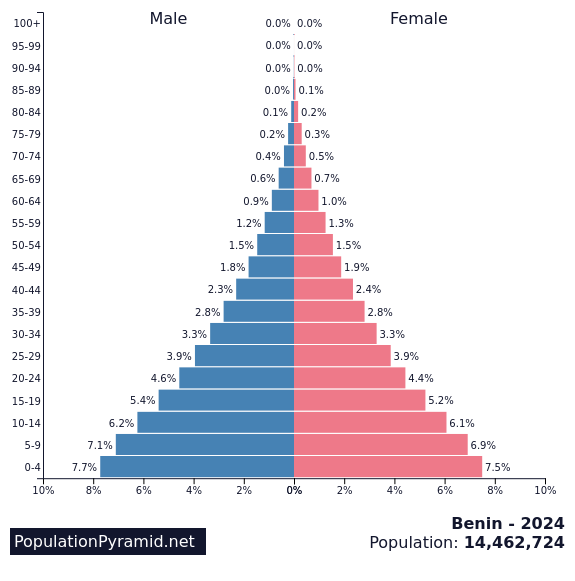 Male Female
100+ 0.0% 0.0%
95-99 0.0% 0.0%
90-94 0.0% 0.0%
85-89 0.0% 0.1%
80-84 0.1% 0.2%
75-79 0.2% 0.3%
70-74 0.4% 0.5%
65-69 0.6% 0.7%
60-64 0.9% 1.0%
55-59 1.2% 1.3%
50-54 1.5% 1.5%
45-49 1.8% 1.9%
40-44 2.3% 2.4%
35-39 2.8% 2.8%
30-34 3.3% 3.3%
25-29 3.9% 3.9%
20-24 4.6% 4.4%
15-19 5.4% 5.2%
10-14 6.2% 6.1%
5-9 7.1% 6.9%
0-4 7.7% 7.5%
10% 8% 6% 4% 2% 0% 2% 4% 6% 8% 10%
Benin - 2024
PopulationPyramid.net Population: 14,462,724